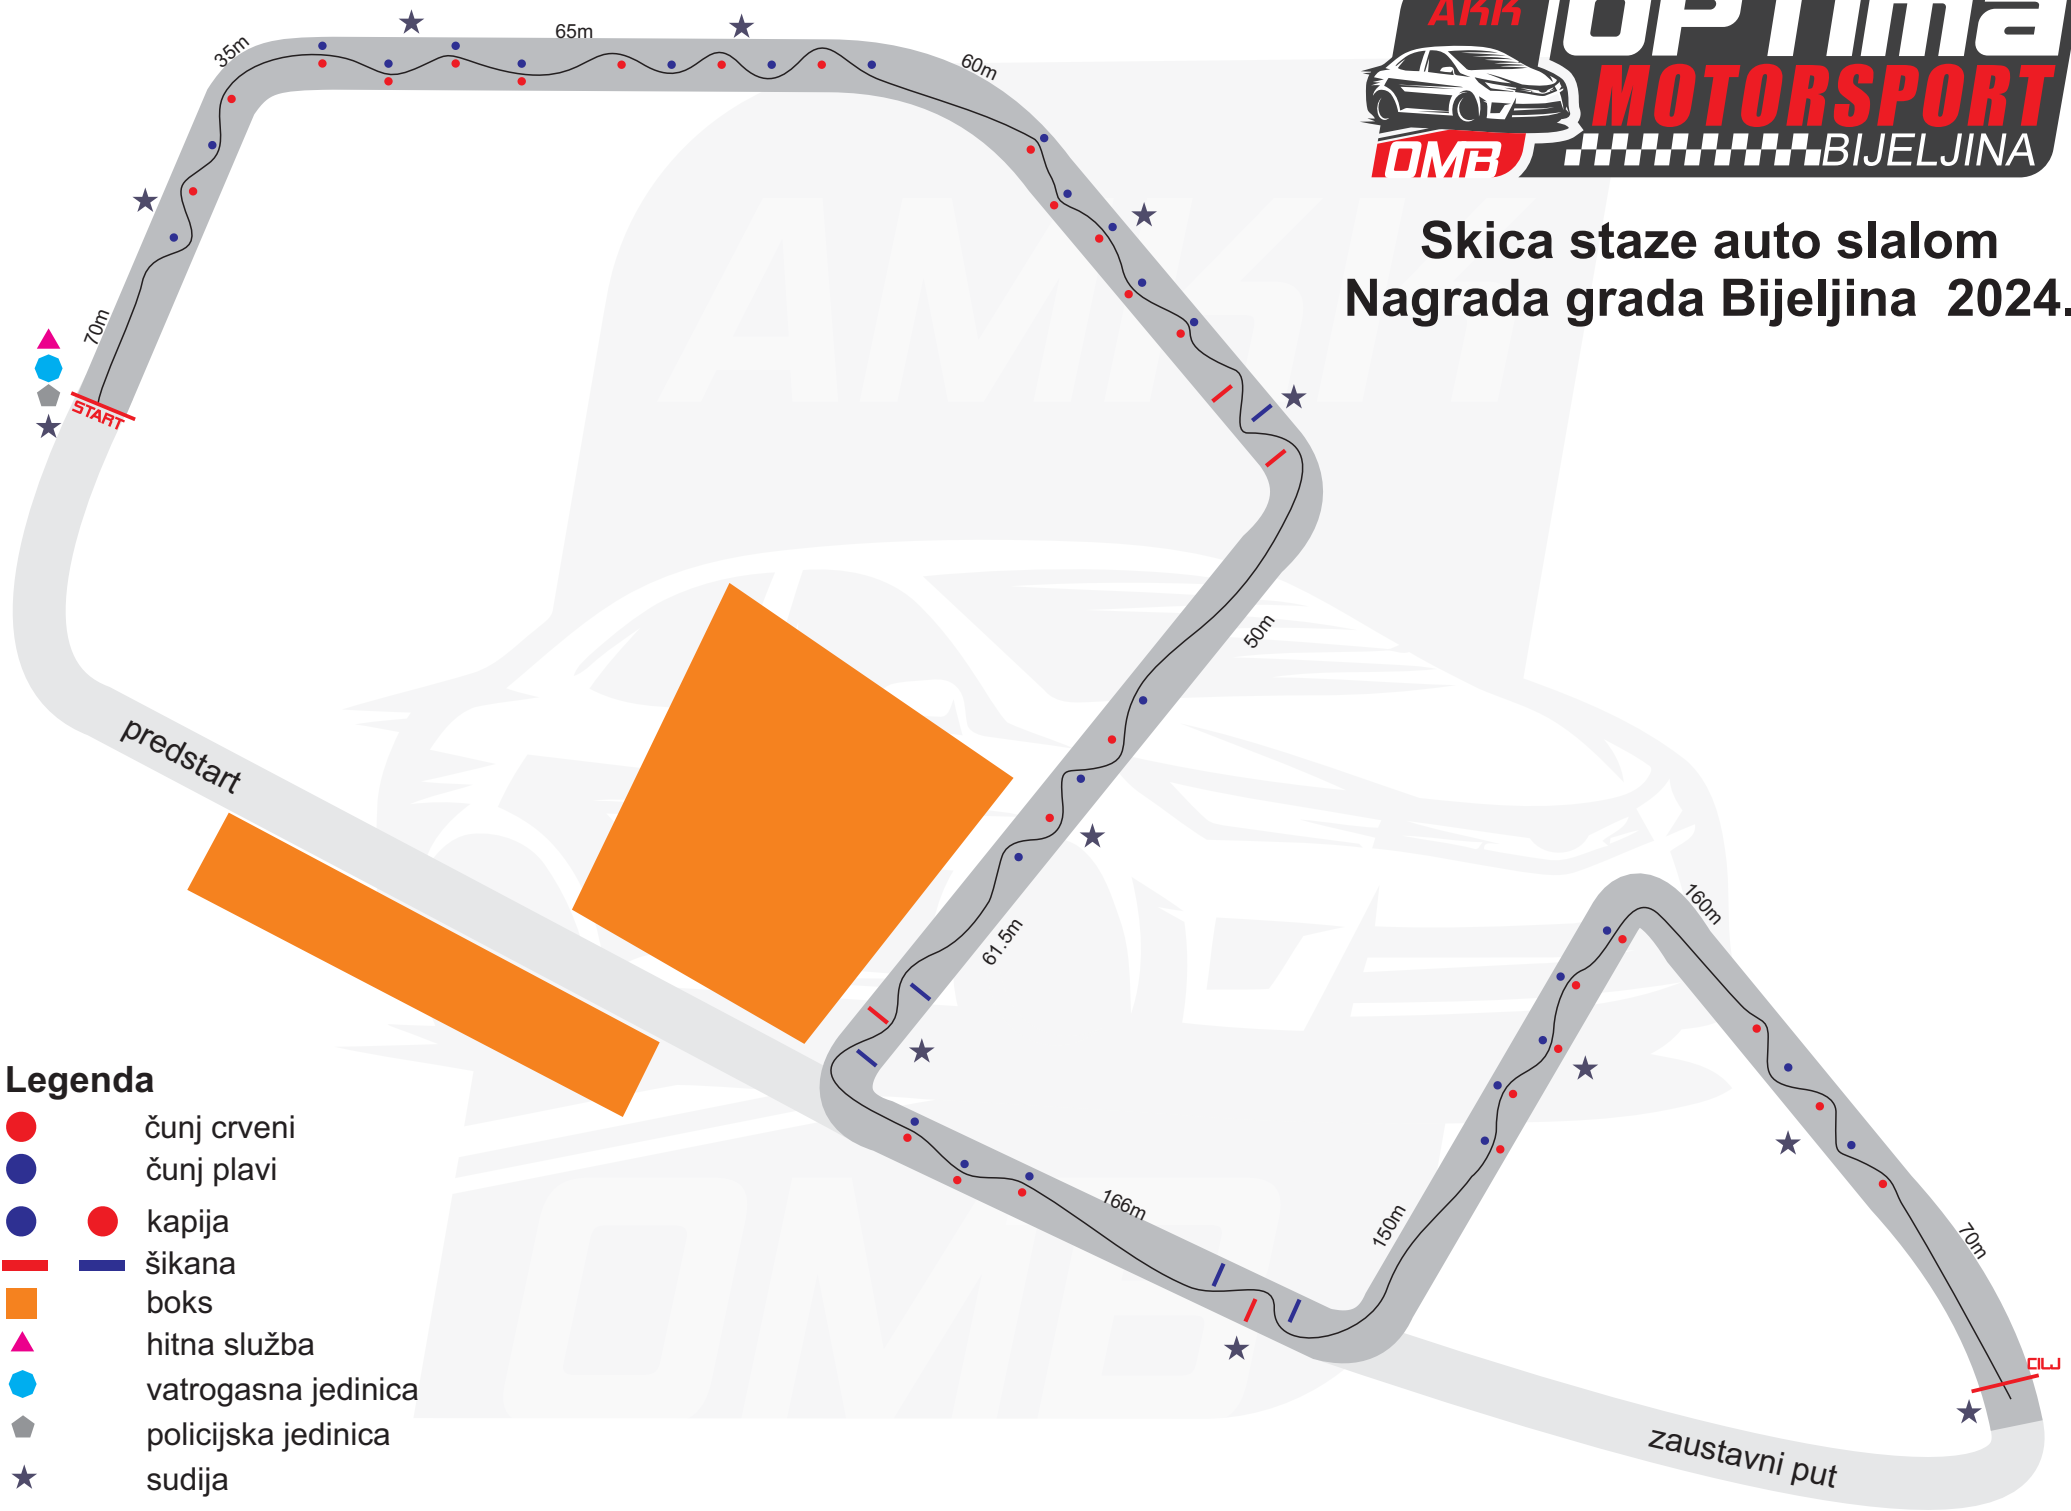 AKK
OPTIMA
MOTORSPORT
OMB
BIJELJINA
Skica staze auto slalom
Nagrada grada Bijeljina 2024.
35m
65m
60m
70m
START
AMKK
50m
predstart
61.5m
160m
166m
150m
70m
OMB
CILJ
zaustavni put
Legenda
čunj crveni
čunj plavi
kapija
šikana
boks
hitna služba
vatrogasna jedinica
policijska jedinica
sudija